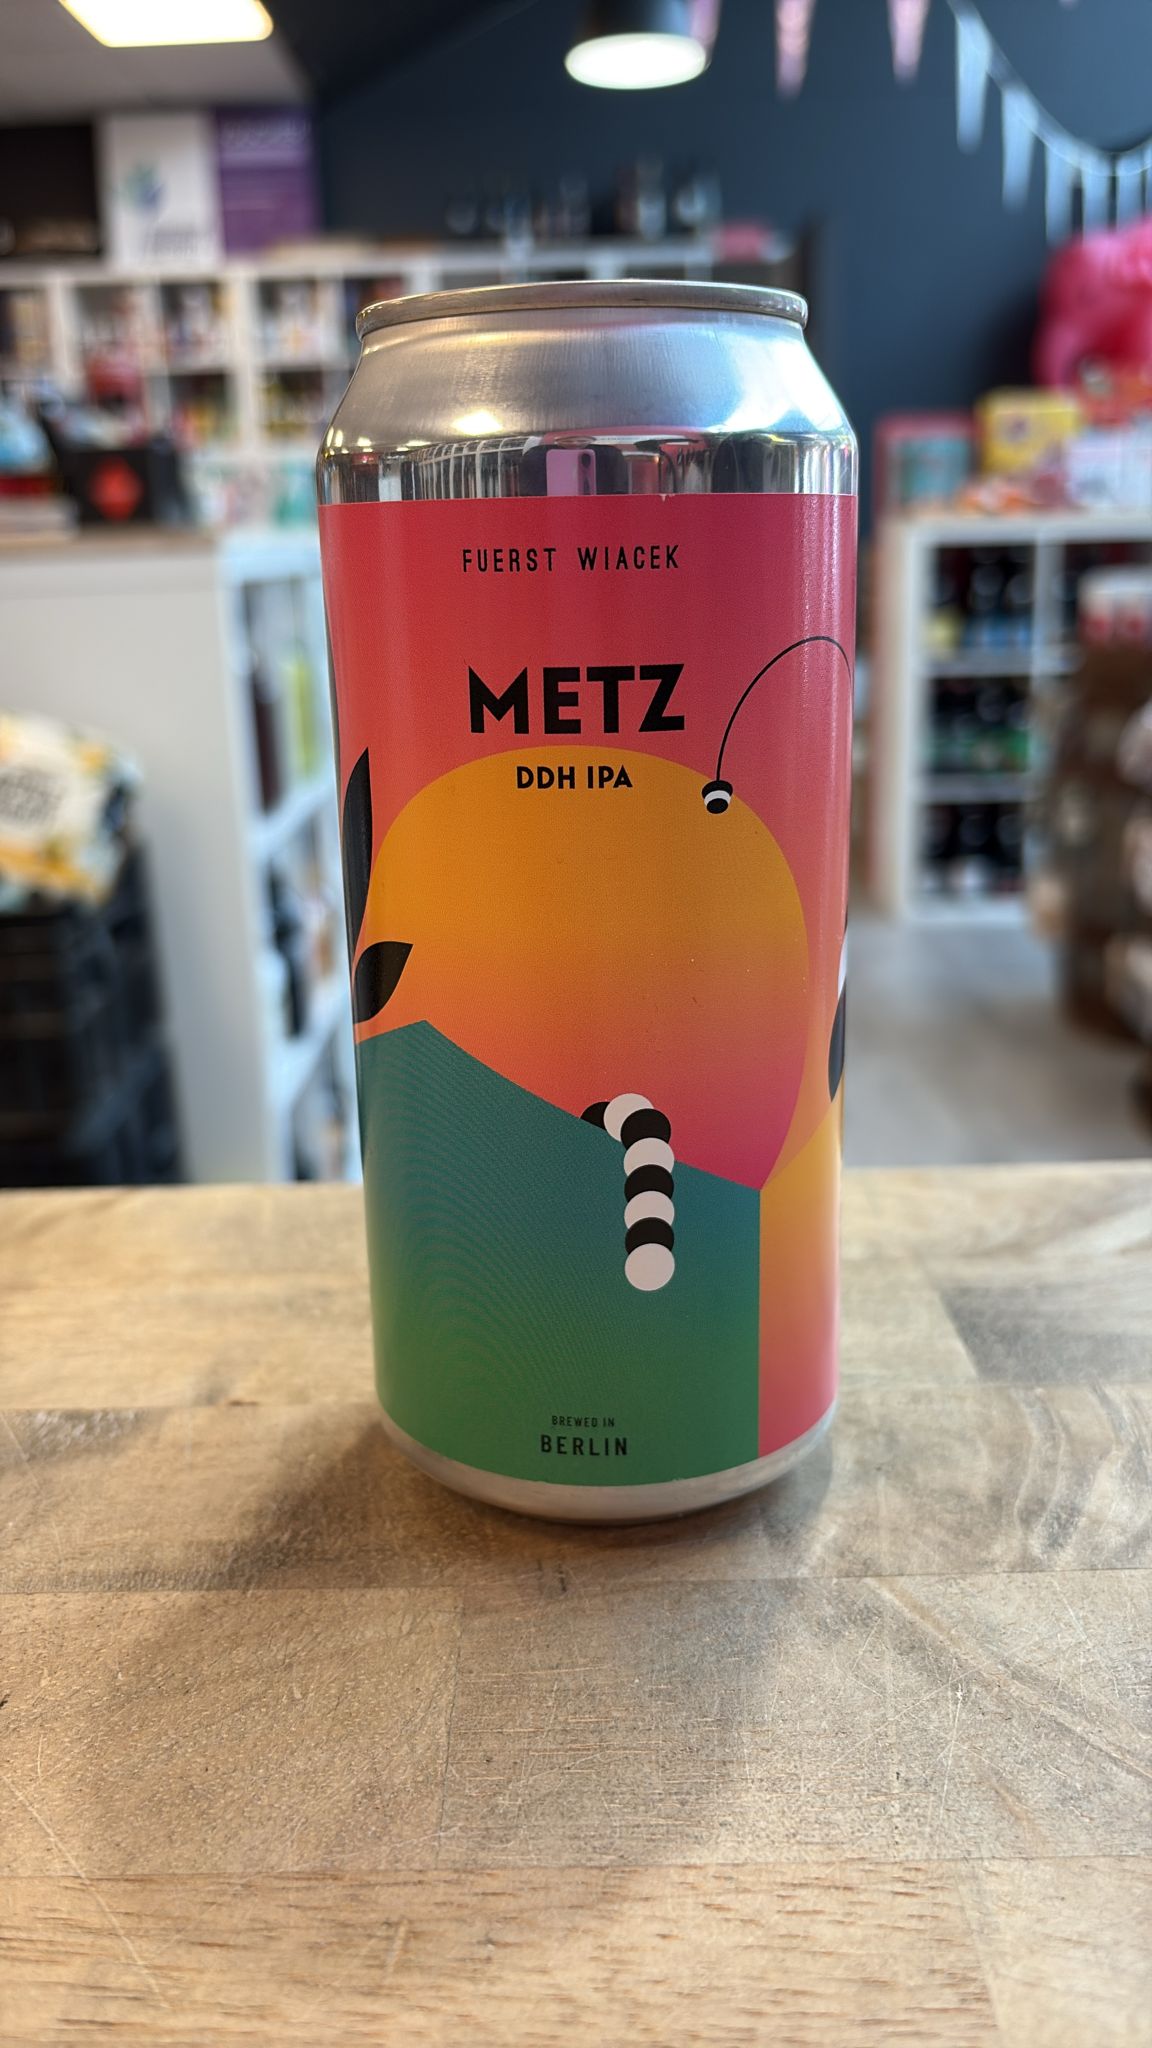 FUERST WIACEK
METZ
DDH IPA
BREWED IN
BERLIN